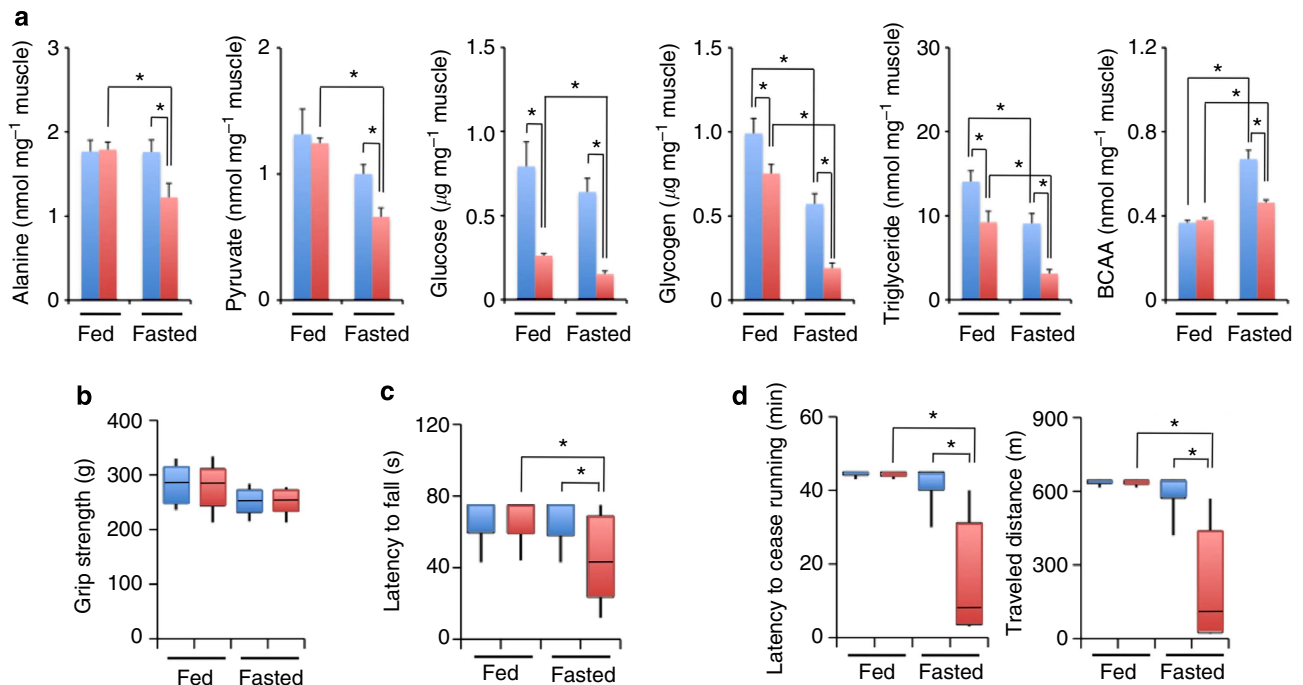 a
Alanine (nmol mg⁻¹ muscle)
3
2
1
0
Fed Fasted
*
*
Pyruvate (nmol mg⁻¹ muscle)
2
1
0
Fed Fasted
*
*
Glucose (μg mg⁻¹ muscle)
1.5
1.0
0.5
0
Fed Fasted
*
*
*
Glycogen (μg mg⁻¹ muscle)
1.5
1.0
0.5
0
Fed Fasted
*
*
*
*
Triglyceride (nmol mg⁻¹ muscle)
30
20
10
0
Fed Fasted
*
*
*
*
BCAA (nmol mg⁻¹ muscle)
1.2
0.8
0.4
0
Fed Fasted
*
*
*
b
Grip strength (g)
400
300
200
100
0
Fed Fasted
c
Latency to fall (s)
120
80
40
0
Fed Fasted
*
*
d
Latency to cease running (min)
60
40
20
0
Fed Fasted
*
*
Traveled distance (m)
900
600
300
0
Fed Fasted
*
*